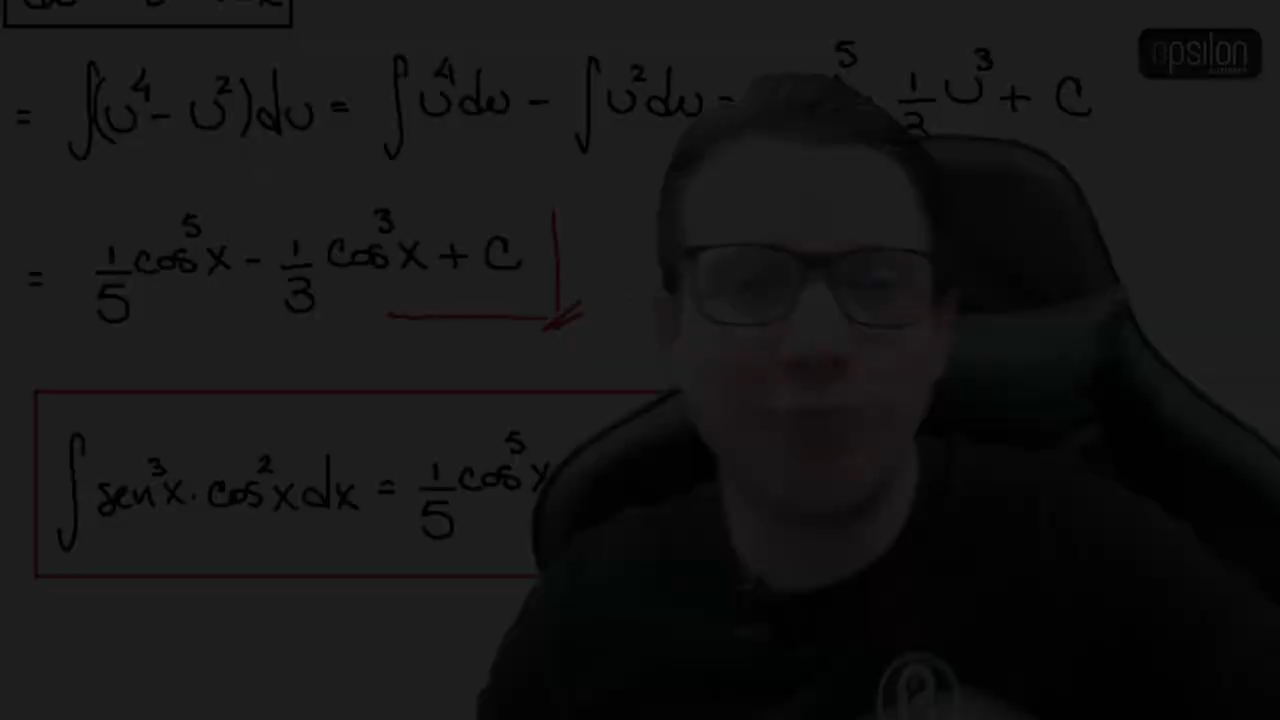 epsilon
= ∫(u⁴ - u²)du = ∫u⁴du - ∫u²du = ⁵ 1/3 u³ + C
= 1/5 cos⁵x - 1/3 cos³x + C
∫ sen³x · cos²x dx = 1/5 cos⁵x